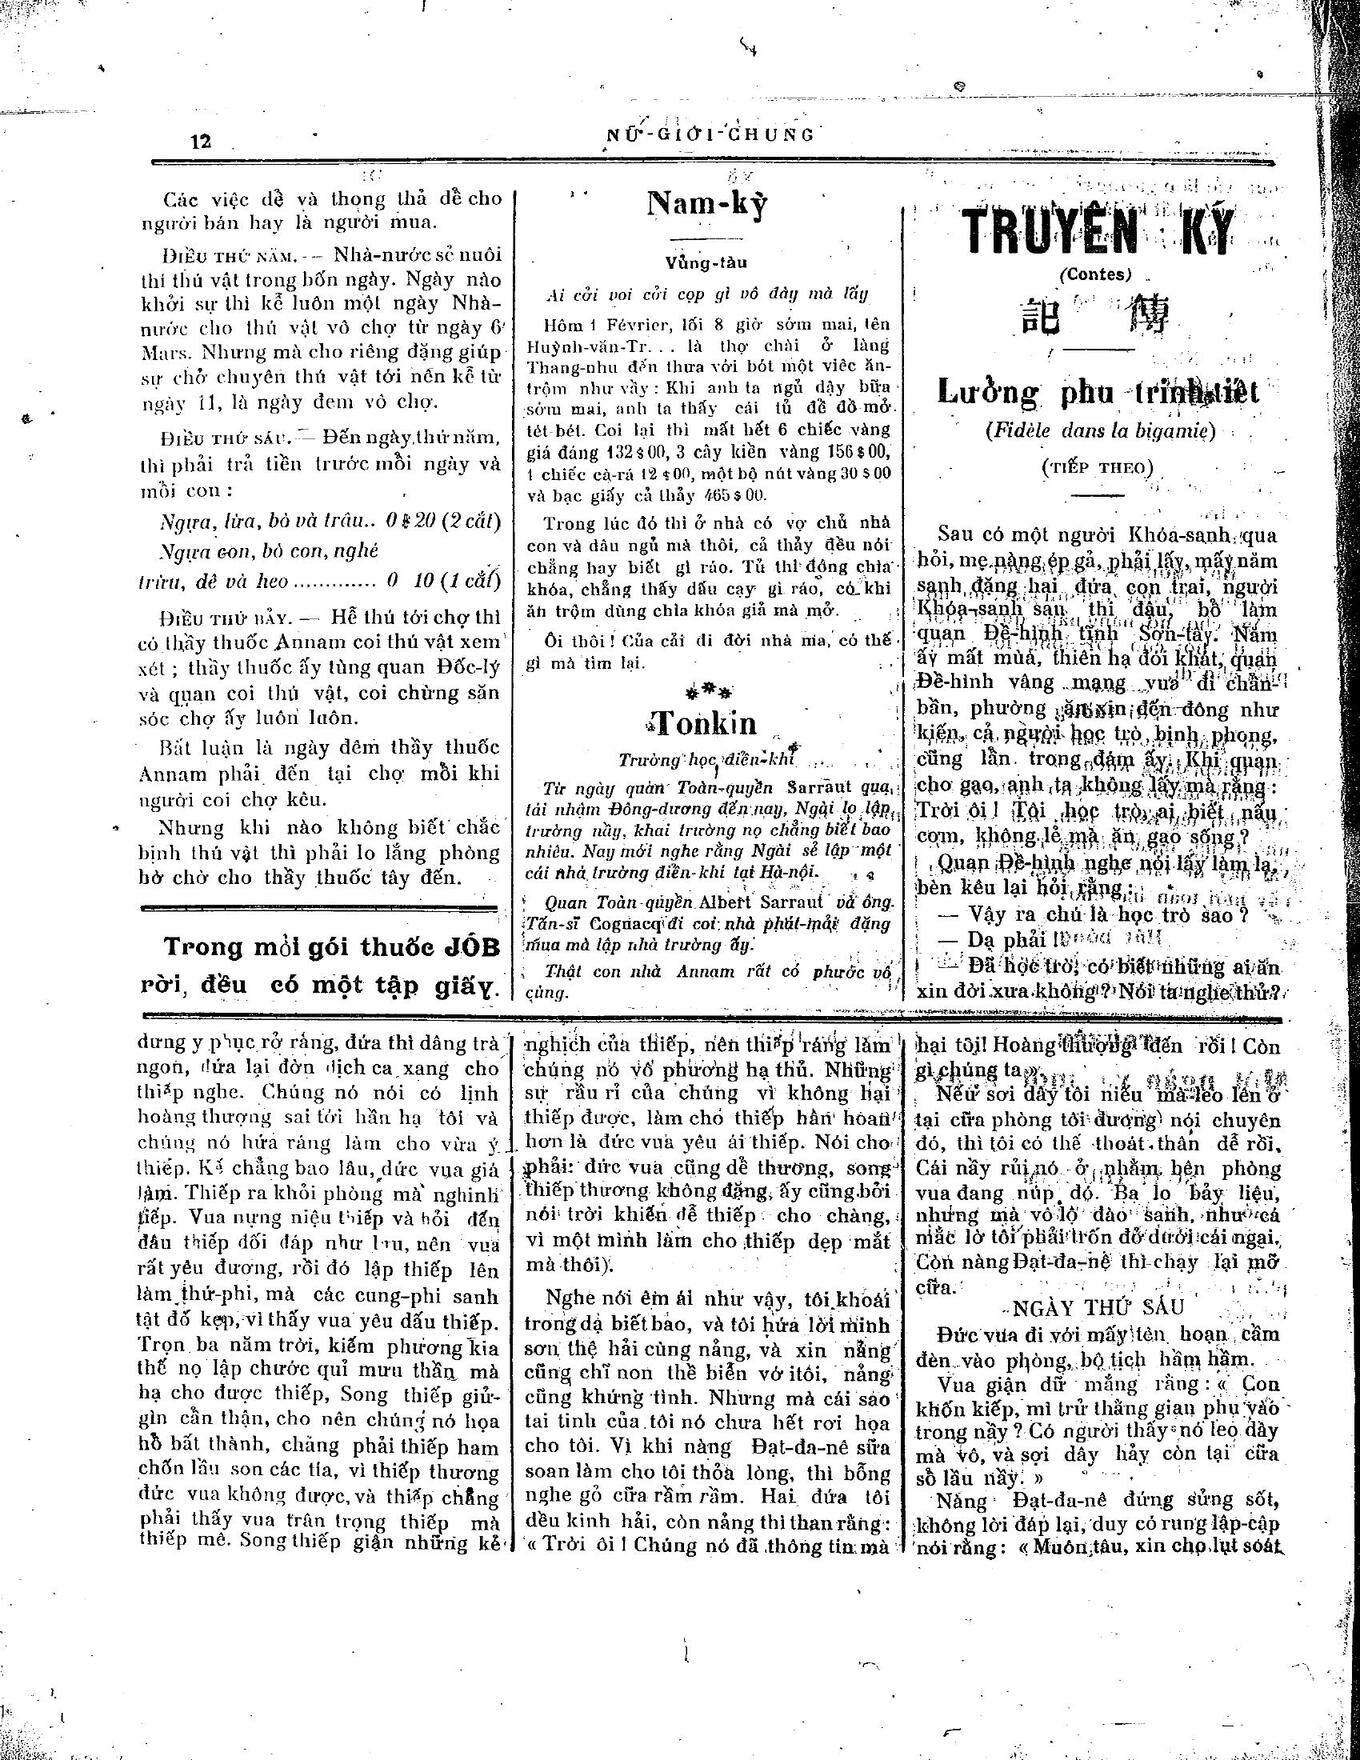 12
NỮ-GIỚI-CHUNG
Các việc dễ và thong thả để cho
người bán hay là người mua.
ĐIỀU THỨ NĂM. — Nhà-nước sẽ nuôi
thí thú vật trong bốn ngày. Ngày nào
khởi sự thì kể luôn một ngày Nhà-
nước cho thú vật vô chợ từ ngày 6
Mars. Nhưng mà cho riêng đặng giúp
sự chở chuyên thú vật tới nên kể từ
ngày 11, là ngày đem vô chợ.
ĐIỀU THỨ SÁU. — Đến ngày thứ năm,
thì phải trả tiền trước mỗi ngày và
mỗi con :
Ngựa, lừa, bò và trâu.. 0 $ 20 (2 cắt)
Ngựa con, bò con, nghé
trừu, dê và heo ............. 0 10 (1 cắt)
ĐIỀU THỨ BẢY. — Hễ thú tới chợ thì
có thầy thuốc Annam coi thú vật xem
xét ; thầy thuốc ấy tùng quan Đốc-lý
và quan coi thú vật, coi chừng săn
sóc chợ ấy luôn luôn.
Bất luận là ngày đêm thầy thuốc
Annam phải đến tại chợ mỗi khi
người coi chợ kêu.
Nhưng khi nào không biết chắc
bịnh thú vật thì phải lo lắng phòng
hờ chờ cho thầy thuốc tây đến.
Trong mỗi gói thuốc JÓB
rời, đều có một tập giấy.
Nam-kỳ
Vũng-tàu
Ai cởi voi cởi cọp gì vô đây mà lấy
Hôm 1 Février, lối 8 giờ sớm mai, tên
Huỳnh-văn-Tr. . . là thợ chài ở làng
Thang-nhu đến thưa với bót một việc ăn-
trộm như vầy : Khi anh ta ngủ dậy bữa
sớm mai, anh ta thấy cái tủ để đồ mở
tét bét. Coi lại thì mất hết 6 chiếc vàng
giá đáng 132 $ 00, 3 cây kiền vàng 156 $ 00,
1 chiếc cà-rá 12 $ 00, một bộ nút vàng 30 $ 00
và bạc giấy cả thảy 465 $ 00.
Trong lúc đó thì ở nhà có vợ chủ nhà
con và dâu ngủ mà thôi, cả thảy đều nói
chẳng hay biết gì ráo. Tủ thì đóng chìa
khóa, chẳng thấy dấu cạy gì ráo, có khi
ăn trộm dùng chìa khóa giả mà mở.
Ôi thôi ! Của cải đi đời nhà ma, có thế
gì mà tìm lại.
Tonkin
Trường học điển-khí
Từ ngày quan Toàn-quyền Sarraut qua
tái nhậm Đông-dương đến nay, Ngài lo lập
trường nầy, khai trường nọ chẳng biết bao
nhiêu. Nay mới nghe rằng Ngài sẽ lập một
cái nhà trường điển-khí tại Hà-nội.
Quan Toàn-quyền Albert Sarraut và ông
Tấn-sĩ Cognacq đi coi nhà phát-mãi đặng
mua mà lập nhà trường ấy.
Thật con nhà Annam rất có phước vô
cùng.
TRUYÊN KÝ
(Contes)
記 傳
Lưởng phu trinh tiết
(Fidèle dans la bigamie)
(TIẾP THEO)
Sau có một người Khóa-sanh qua
hỏi, mẹ nàng ép gả, phải lấy, mấy năm
sanh đặng hai đứa con trai, người
Khóa-sanh sau thi đậu, bổ làm
quan Đề-hình tỉnh Sơn-tây. Năm
ấy mất mùa, thiên hạ đói khát, quan
Đề-hình vâng mạng vua đi chẩn-
bần, phường ăn xin đến đông như
kiến, cả người học trò bịnh phong,
cũng lẩn trong đám ấy. Khi quan
cho gạo, anh ta không lấy mà rằng :
Trời ôi ! Tôi học trò, ai biết nấu
cơm, không lẽ mà ăn gạo sống ?
Quan Đề-hình nghe nói lấy làm lạ,
bèn kêu lại hỏi rằng :
— Vậy ra chú là học trò sao ?
— Dạ phải !
— Đã học trò, có biết những ai ăn
xin đời xưa không ? Nói ta nghe thử ?
dưng y phục rở ràng, đứa thì dâng trà
ngon, đứa lại đờn địch ca xang cho
thiếp nghe. Chúng nó nói có lịnh
hoàng thượng sai tới hầu hạ tôi và
chúng nó hứa ráng làm cho vừa ý
thiếp. Kế chẳng bao lâu, đức vua giá
lâm. Thiếp ra khỏi phòng mà nghinh
tiếp. Vua nựng nịu thiếp và hỏi đến
đâu thiếp đối đáp như lưu, nên vua
rất yêu đương, rồi đó lập thiếp lên
làm thứ-phi, mà các cung-phi sanh
tật đố kẹp, vì thấy vua yêu dấu thiếp.
Trọn ba năm trời, kiếm phương kia
thế nọ lập chước quỉ mưu thần mà
hạ cho được thiếp, Song thiếp giử-
gìn cẩn thận, cho nên chúng nó họa
hồ bất thành, chẳng phải thiếp ham
chốn lầu son các tía, vì thiếp thương
đức vua không được, và thiếp chẳng
phải thấy vua trân trọng thiếp mà
thiếp mê. Song thiếp giận những kẻ
nghịch của thiếp, nên thiếp ráng làm
chúng nó vô phương hạ thủ. Những
sự rầu rỉ của chúng vì không hại
thiếp được, làm cho thiếp hân hoan
hơn là đức vua yêu ái thiếp. Nói cho
phải: đức vua cũng dễ thương, song
thiếp thương không đặng, ấy cũng bởi
nói trời khiến để thiếp cho chàng,
vì một mình làm cho thiếp dẹp mắt
mà thôi).
Nghe nói êm ái như vậy, tôi khoái
trong dạ biết bao, và tôi hứa lời minh
sơn thệ hải cùng nàng, và xin nàng
cũng chỉ non thề biển với tôi, nàng
cũng khứng tình. Nhưng mà cái sao
tai tinh của tôi nó chưa hết rơi họa
cho tôi. Vì khi nàng Đạt-đa-nê sữa
soan làm cho tôi thỏa lòng, thì bỗng
nghe gỏ cữa rầm rầm. Hai đứa tôi
đều kinh hải, còn nàng thì than rằng :
« Trời ôi ! Chúng nó đã thông tin mà
hại tôi! Hoàng thượng đến rồi ! Còn
gì chúng ta ».
Nếu sợi dây tôi níu mà leo lên ở
tại cữa phòng tôi đương nói chuyện
đó, thì tôi có thể thoát thân dễ rồi,
Cái nầy rủi nó ở nhằm bên phòng
vua đang núp đó. Ba lo bảy liệu,
nhưng mà vô lộ đào sanh, như cá
mắc lờ tôi phải trốn đỡ dưới cái ngai.
Còn nàng Đạt-đa-nê thì chạy lại mở
cữa.
NGÀY THỨ SÁU
Đức vua đi với mấy tên hoạn cầm
đèn vào phòng, bộ tịch hầm hầm.
Vua giận dữ mắng rằng : « Con
khốn kiếp, mi trử thằng gian phu vào
trong nầy ? Có người thấy nó leo dây
mà vô, và sợi dây hảy còn tại cữa
sổ lầu nầy. »
Nàng Đạt-đa-nê đứng sửng sốt,
không lời đáp lại, duy có rung lập-cập
nói rằng : « Muôn tâu, xin cho lụt soát